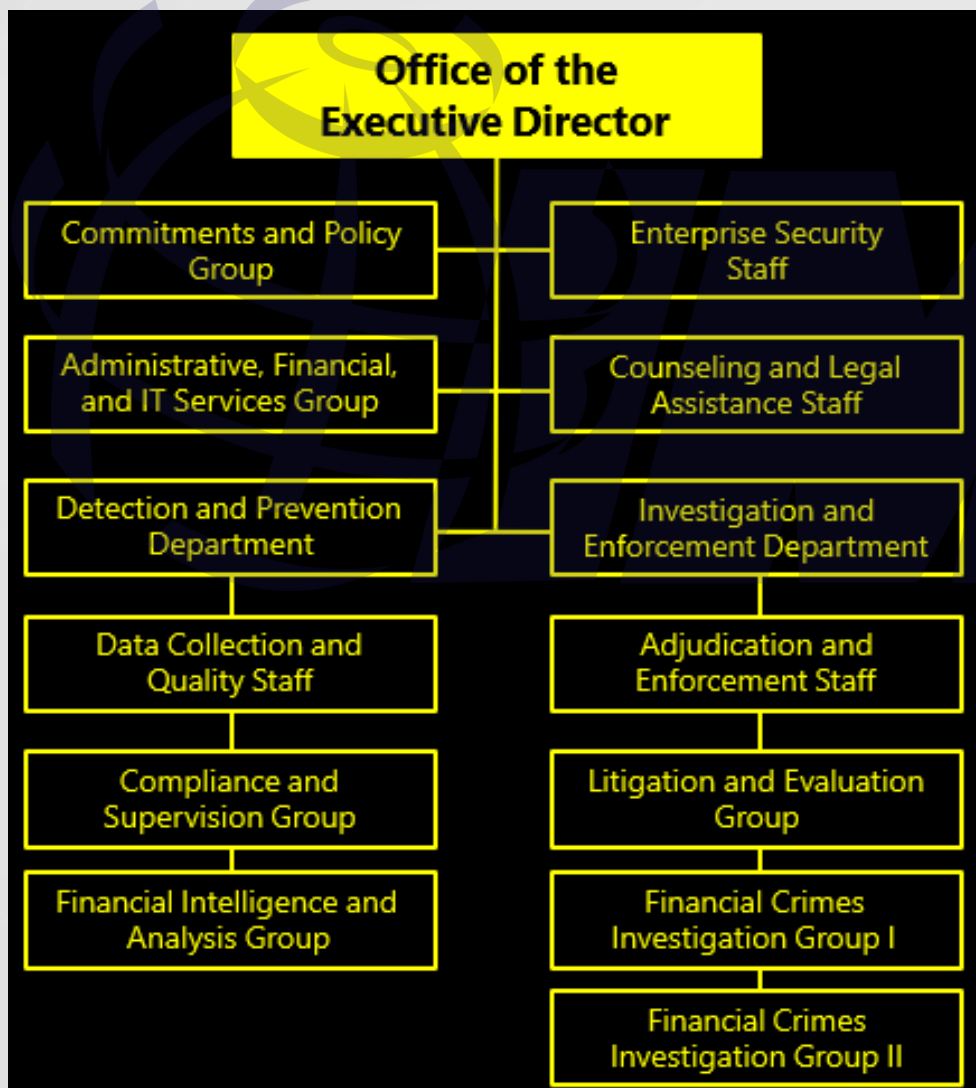 Office of the
Executive Director
Commitments and Policy
Group
Enterprise Security
Staff
Administrative, Financial,
and IT Services Group
Counseling and Legal
Assistance Staff
Detection and Prevention
Department
Investigation and
Enforcement Department
Data Collection and
Quality Staff
Adjudication and
Enforcement Staff
Compliance and
Supervision Group
Litigation and Evaluation
Group
Financial Intelligence and
Analysis Group
Financial Crimes
Investigation Group I
Financial Crimes
Investigation Group II